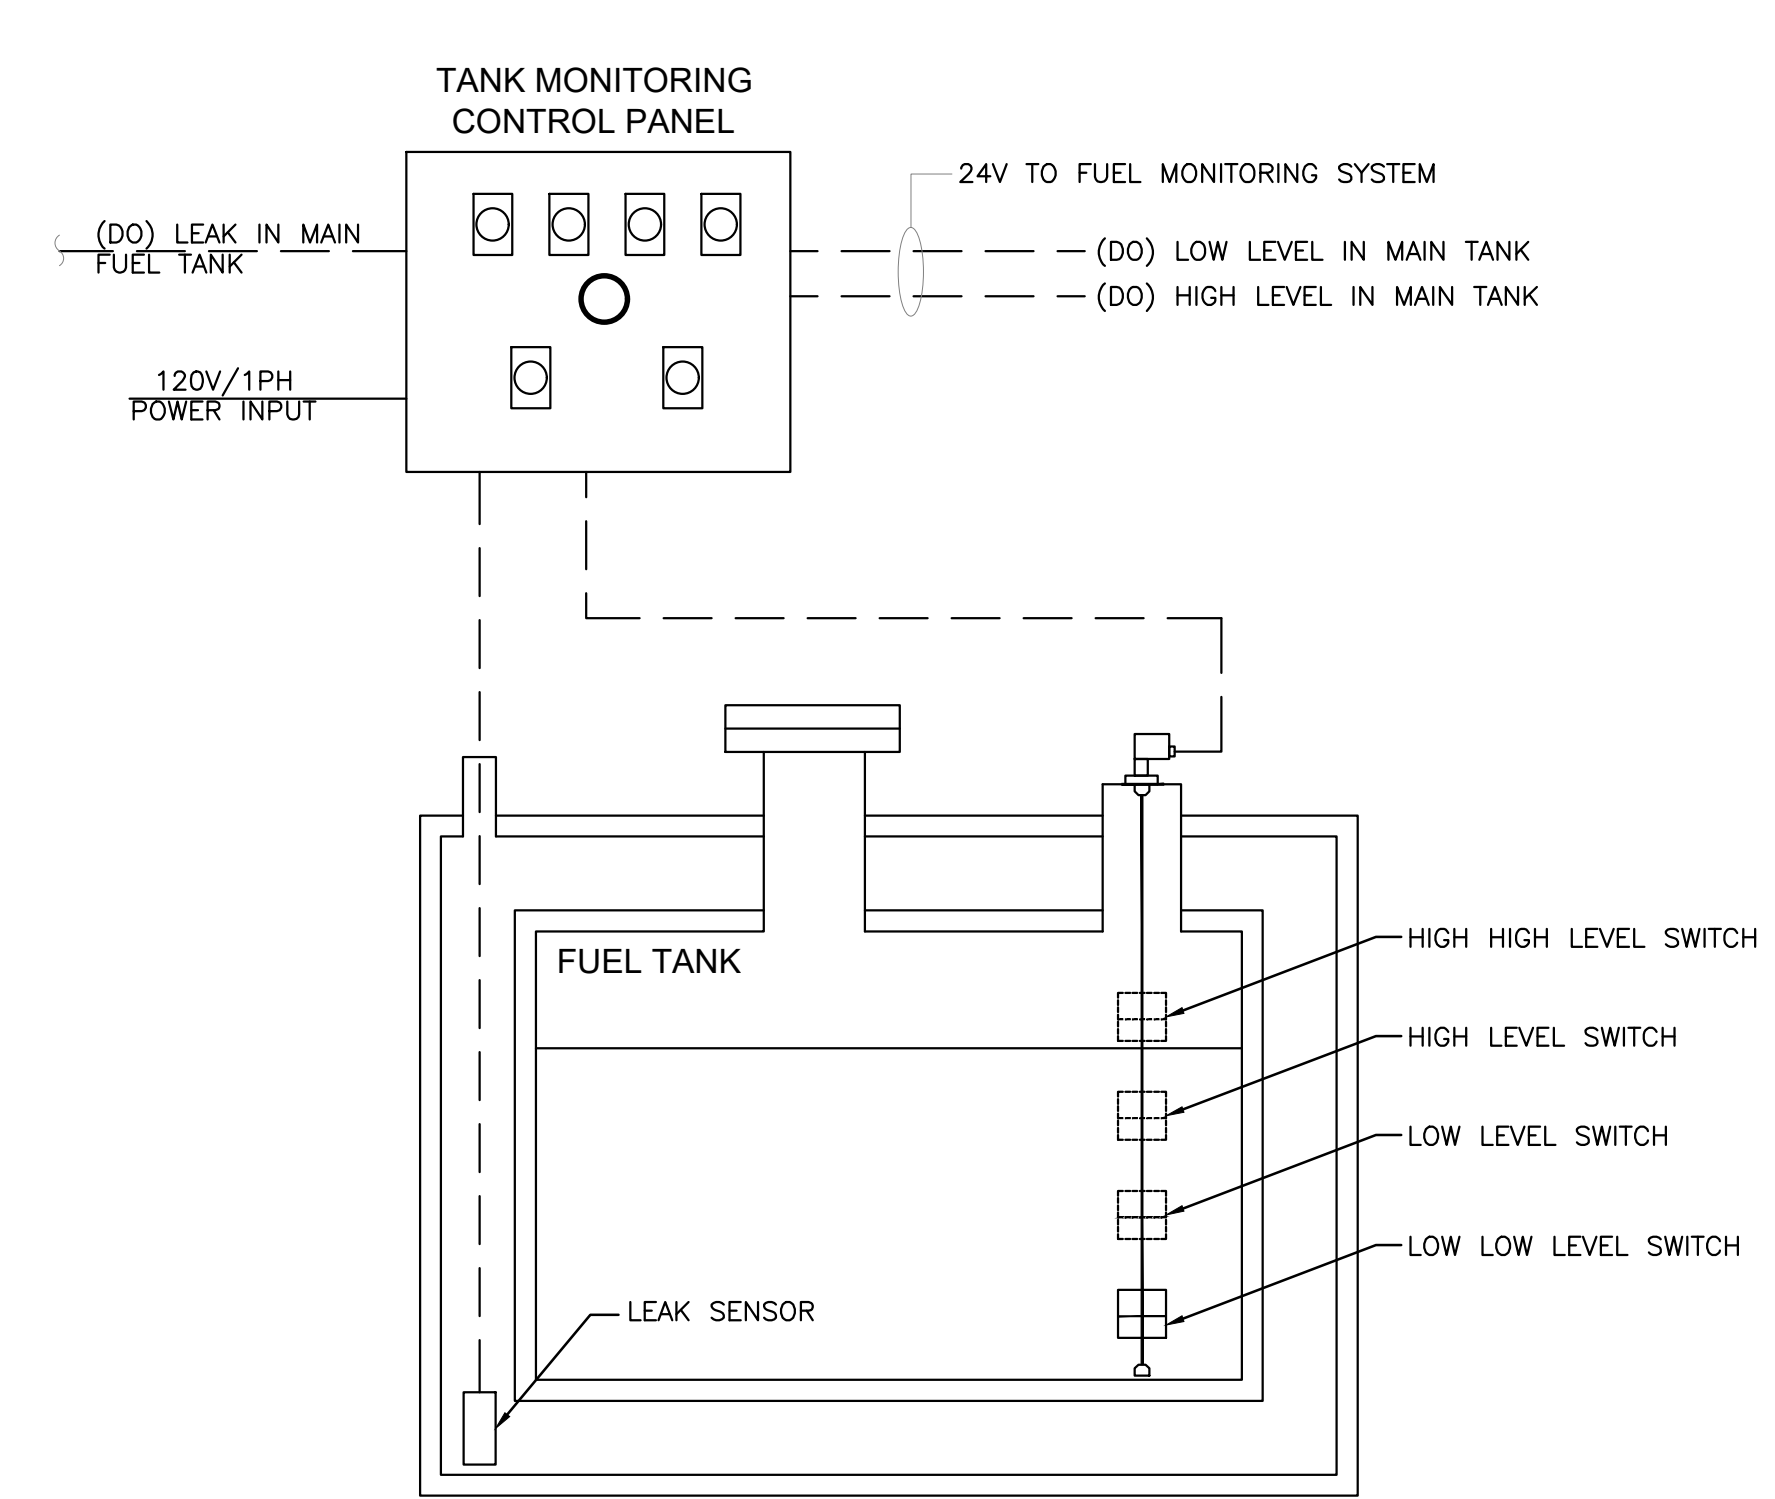 TANK MONITORING
CONTROL PANEL
24V TO FUEL MONITORING SYSTEM
(DO) LEAK IN MAIN
FUEL TANK
(DO) LOW LEVEL IN MAIN TANK
(DO) HIGH LEVEL IN MAIN TANK
120V/1PH
POWER INPUT
FUEL TANK
HIGH HIGH LEVEL SWITCH
HIGH LEVEL SWITCH
LOW LEVEL SWITCH
LOW LOW LEVEL SWITCH
LEAK SENSOR